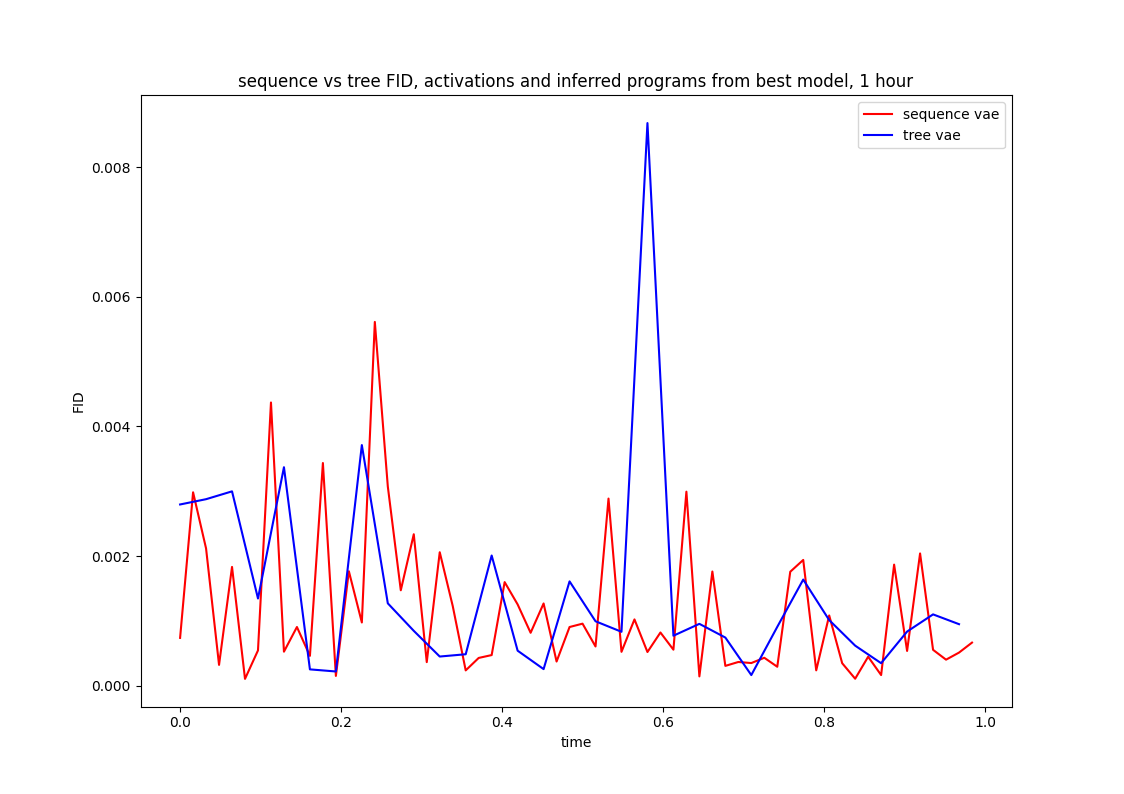 sequence vs tree FID, activations and inferred programs from best model, 1 hour
sequence vae
tree vae
0.008
0.006
0.004
0.002
0.000
FID
0.0 0.2 0.4 0.6 0.8 1.0
time